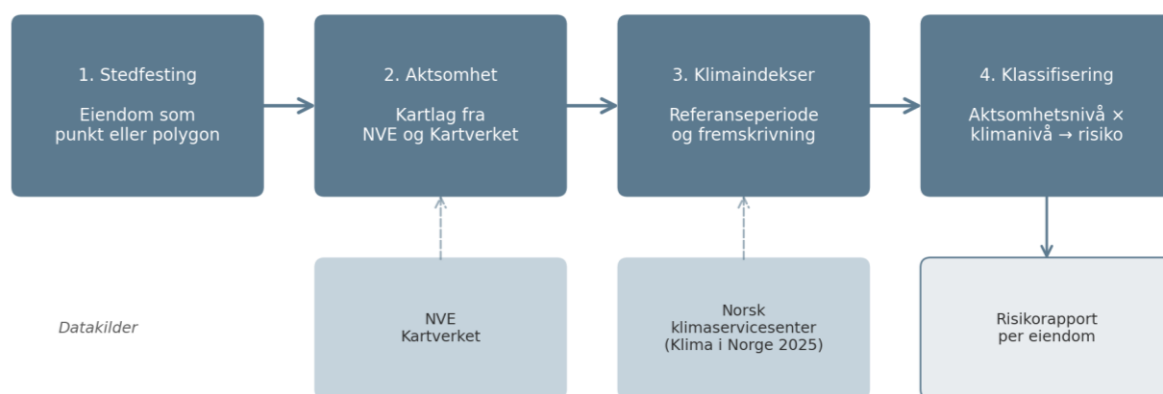 1. Stedfesting
Eiendom som
punkt eller polygon
2. Aktsomhet
Kartlag fra
NVE og Kartverket
3. Klimaindekser
Referanseperiode
og fremskrivning
4. Klassifisering
Aktsomhetsnivå ×
klimanivå → risiko
Datakilder
NVE
Kartverket
Norsk
klimaservicesenter
(Klima i Norge 2025)
Risikorapport
per eiendom